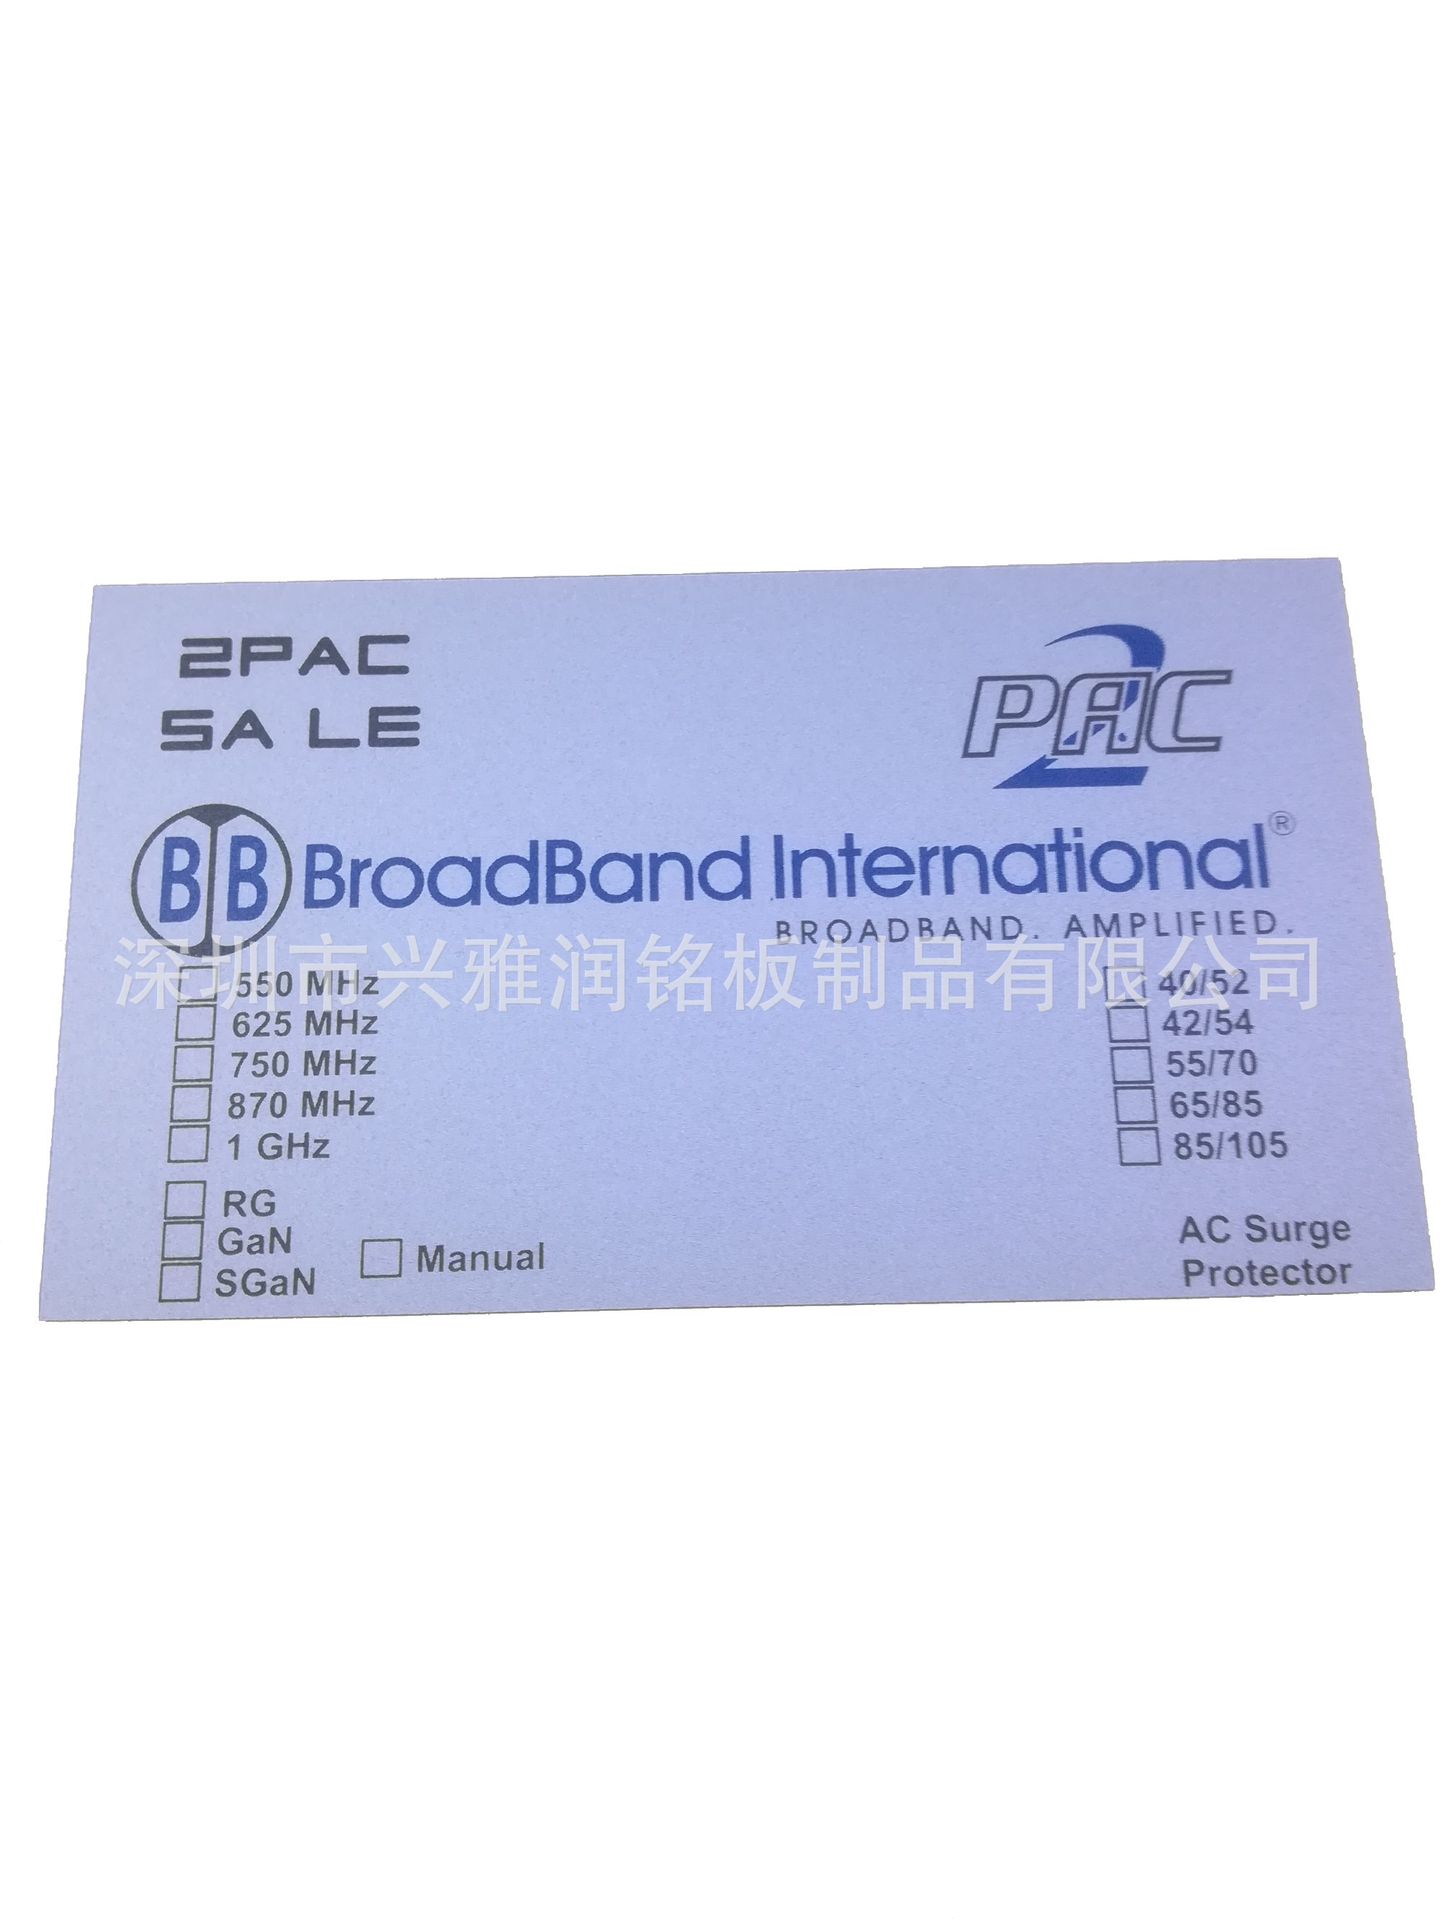 2PAC
SA LE
PAC
2
BB BroadBand International®
BROADBAND. AMPLIFIED.
深圳市兴雅润铭板制品有限公司
550 MHz 40/52
625 MHz 42/54
750 MHz 55/70
870 MHz 65/85
1 GHz 85/105
RG
GaN
SGaN
Manual
AC Surge
Protector